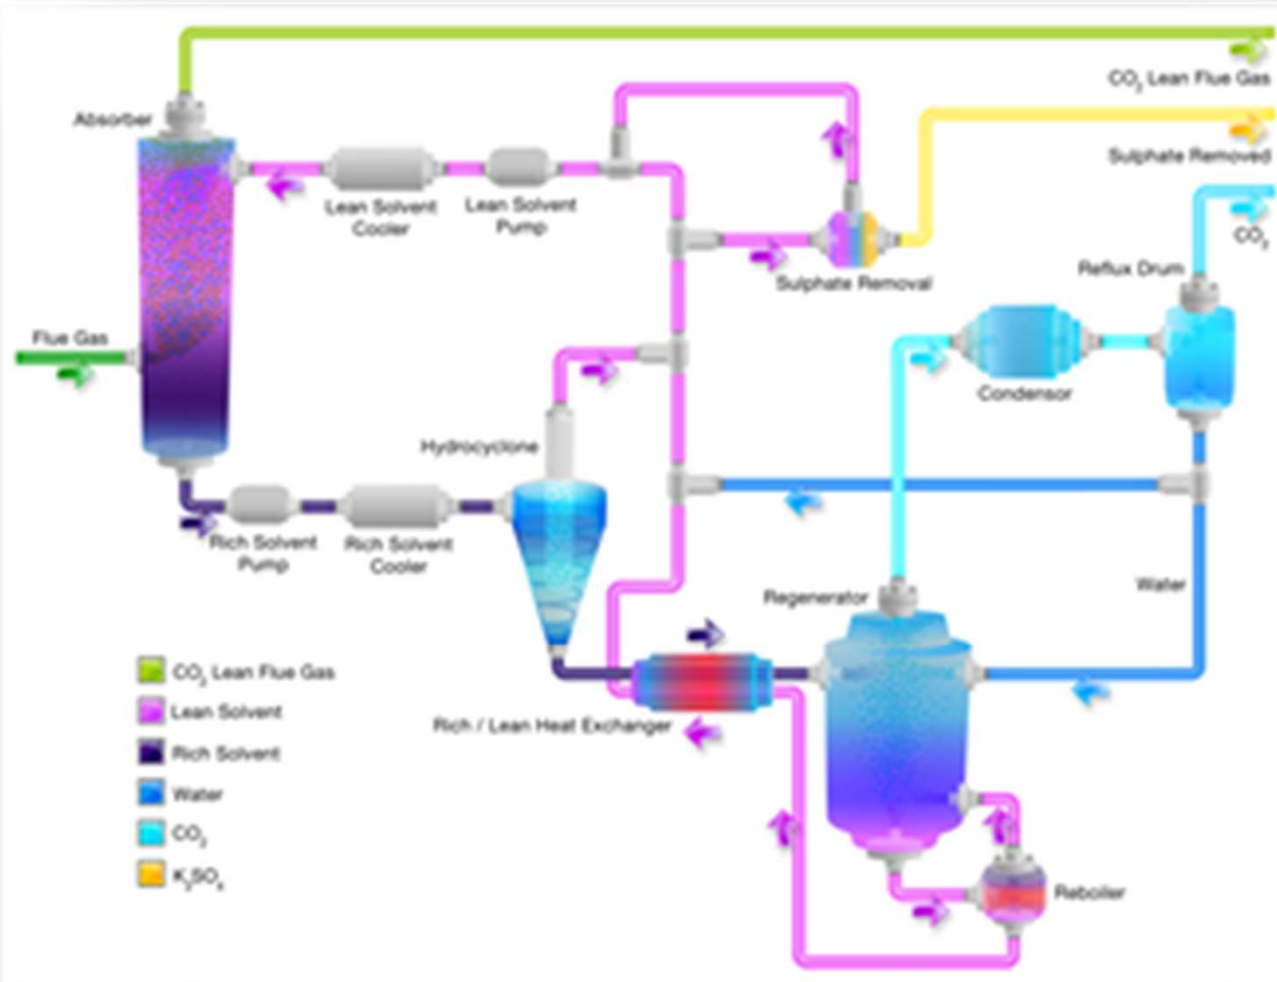 CO₂ Lean Flue Gas
Absorber
Sulphate Removed
Lean Solvent
Cooler
Lean Solvent
Pump
CO₂
Reflux Drum
Sulphate Removal
Flue Gas
Condensor
Hydrocyclone
Rich Solvent
Pump
Rich Solvent
Cooler
Water
Regenerator
CO₂ Lean Flue Gas
Lean Solvent
Rich / Lean Heat Exchanger
Rich Solvent
Water
CO₂
K₂SO₄
Reboiler